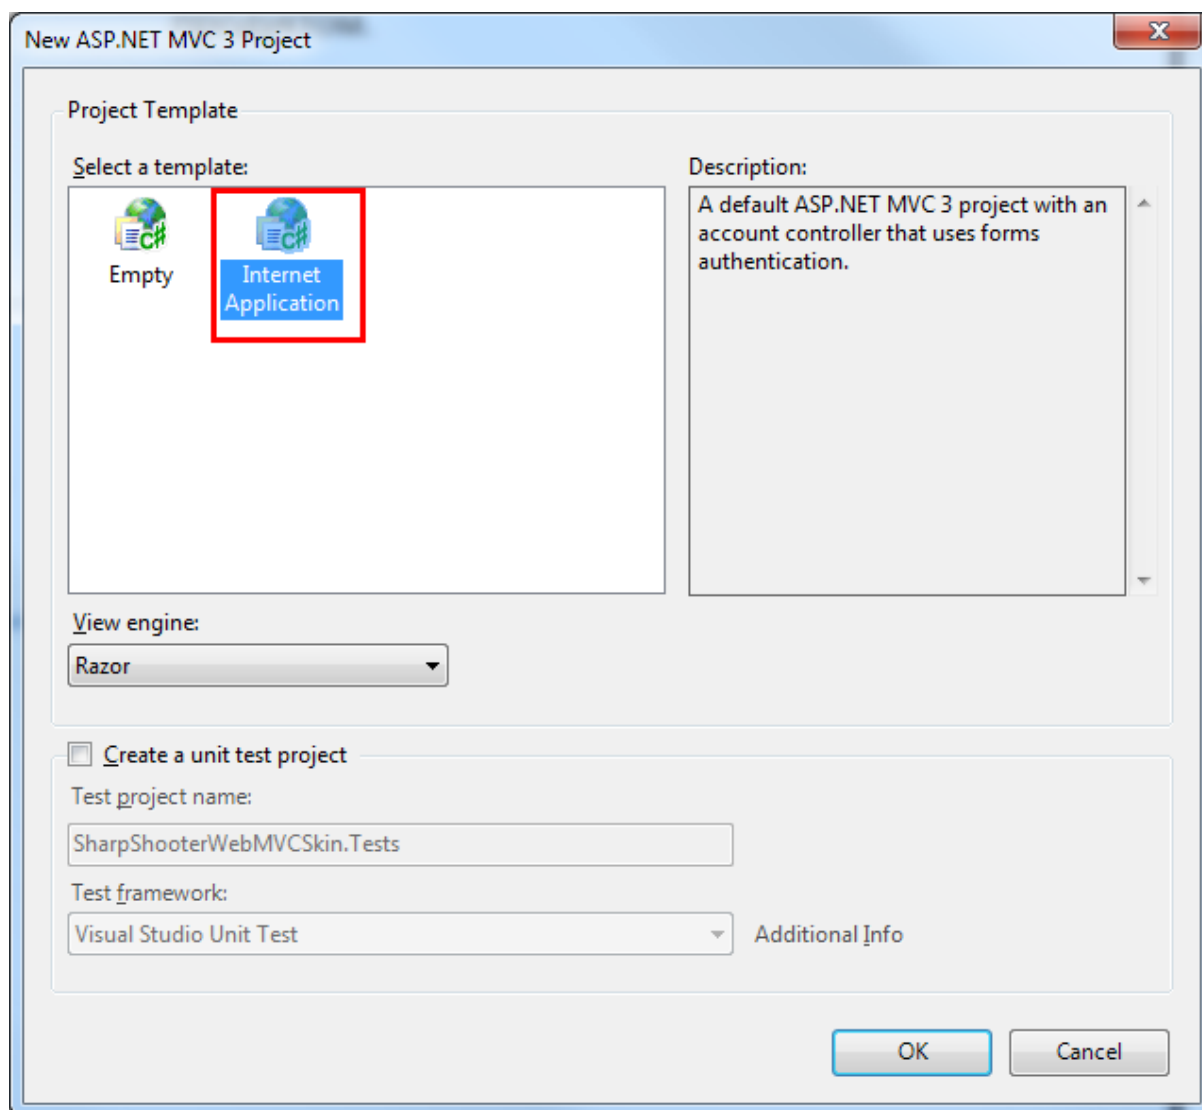 New ASP.NET MVC 3 Project
Project Template
Select a template:
Empty
Internet
Application
Description:
A default ASP.NET MVC 3 project with an
account controller that uses forms
authentication.
View engine:
Razor
Create a unit test project
Test project name:
SharpShooterWebMVCSkin.Tests
Test framework:
Visual Studio Unit Test
Additional Info
OK
Cancel